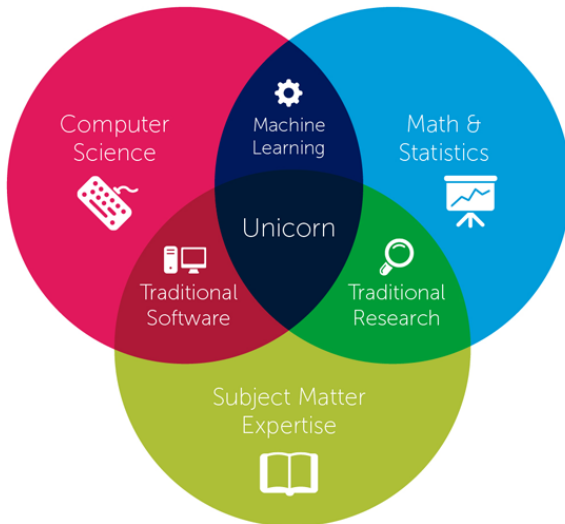 Computer
Science
Machine
Learning
Math &
Statistics
Unicorn
Traditional
Software
Traditional
Research
Subject Matter
Expertise